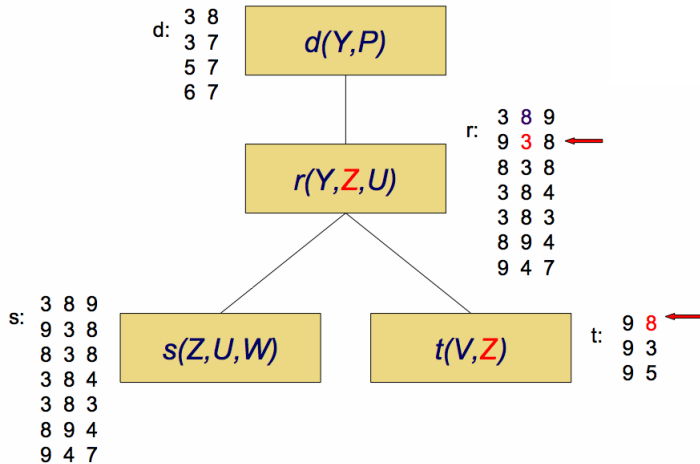 d:
3 8
3 7
5 7
6 7
d(Y,P)
r:
3 8 9
9 3 8
8 3 8
3 8 4
3 8 3
8 9 4
9 4 7
r(Y,Z,U)
s:
3 8 9
9 3 8
8 3 8
3 8 4
3 8 3
8 9 4
9 4 7
s(Z,U,W)
t(V,Z)
t:
9 8
9 3
9 5